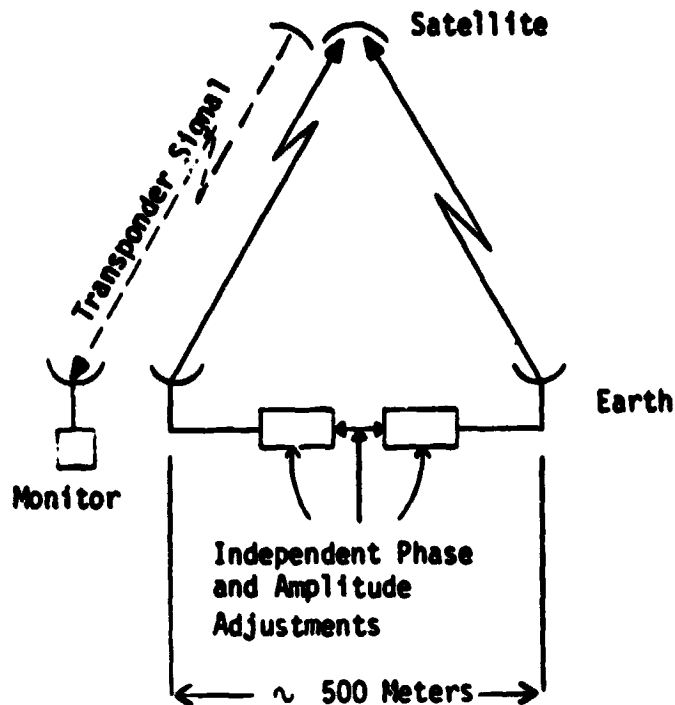 Satellite
Transponder Signal
Earth
Monitor
Independent Phase
and Amplitude
Adjustments
~ 500 Meters